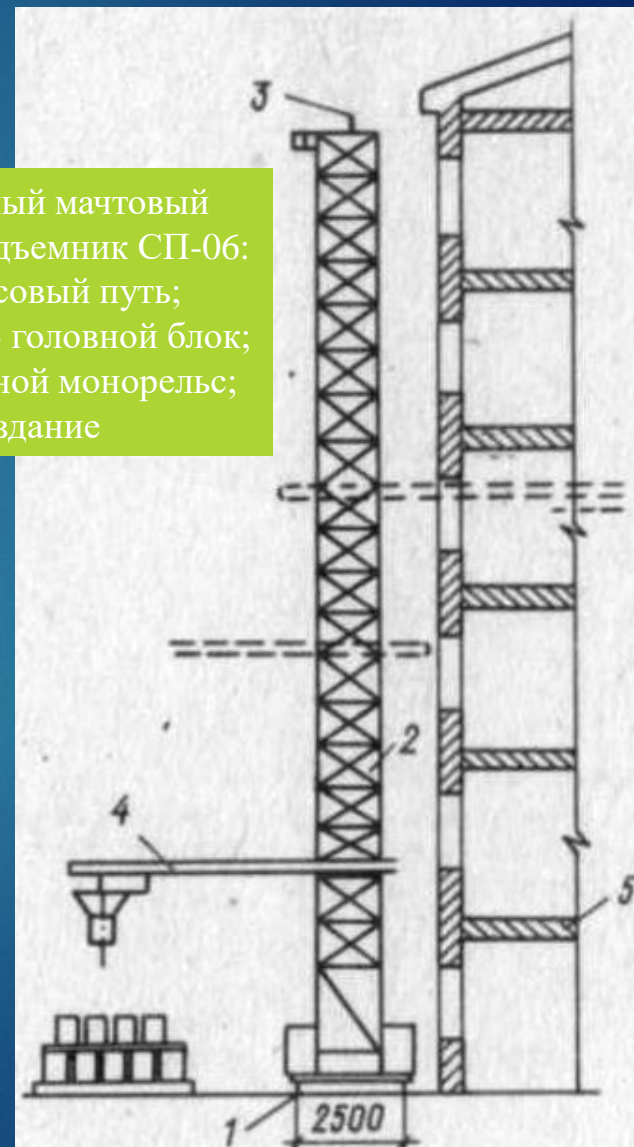 3
ый мачтовый
дъемник СП-06:
совый путь;
головной блок;
ной монорельс;
здание
2
4
5
1
2500